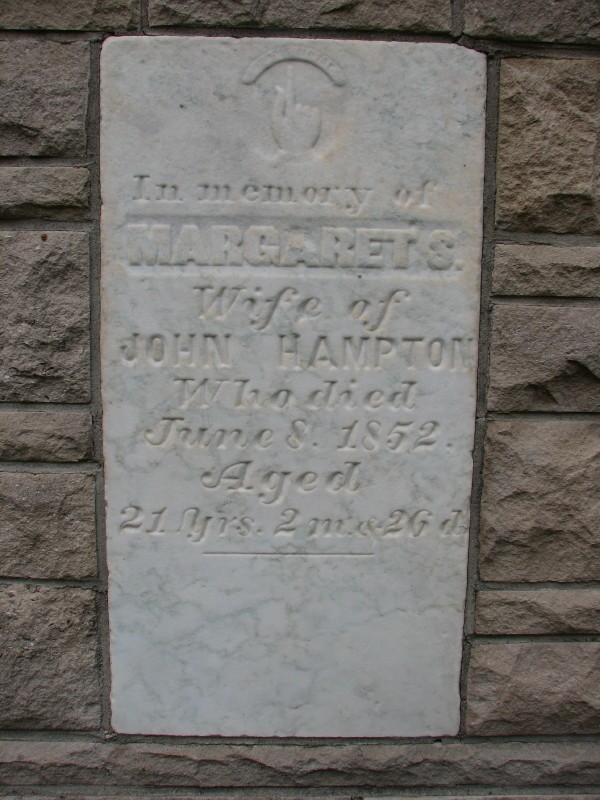 In memory of
MARGARET S.
Wife of
JOHN HAMPTON
Who died
June 8. 1852.
Aged
21 yrs. 2 m. & 26 d.